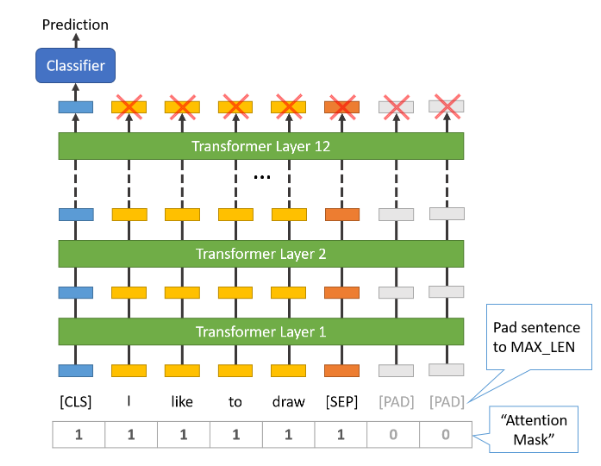 Prediction
Classifier
Transformer Layer 12
...
Transformer Layer 2
Transformer Layer 1
Pad sentence
to MAX_LEN
[CLS] I like to draw [SEP] [PAD] [PAD]
1 1 1 1 1 1 0 0
“Attention
Mask”